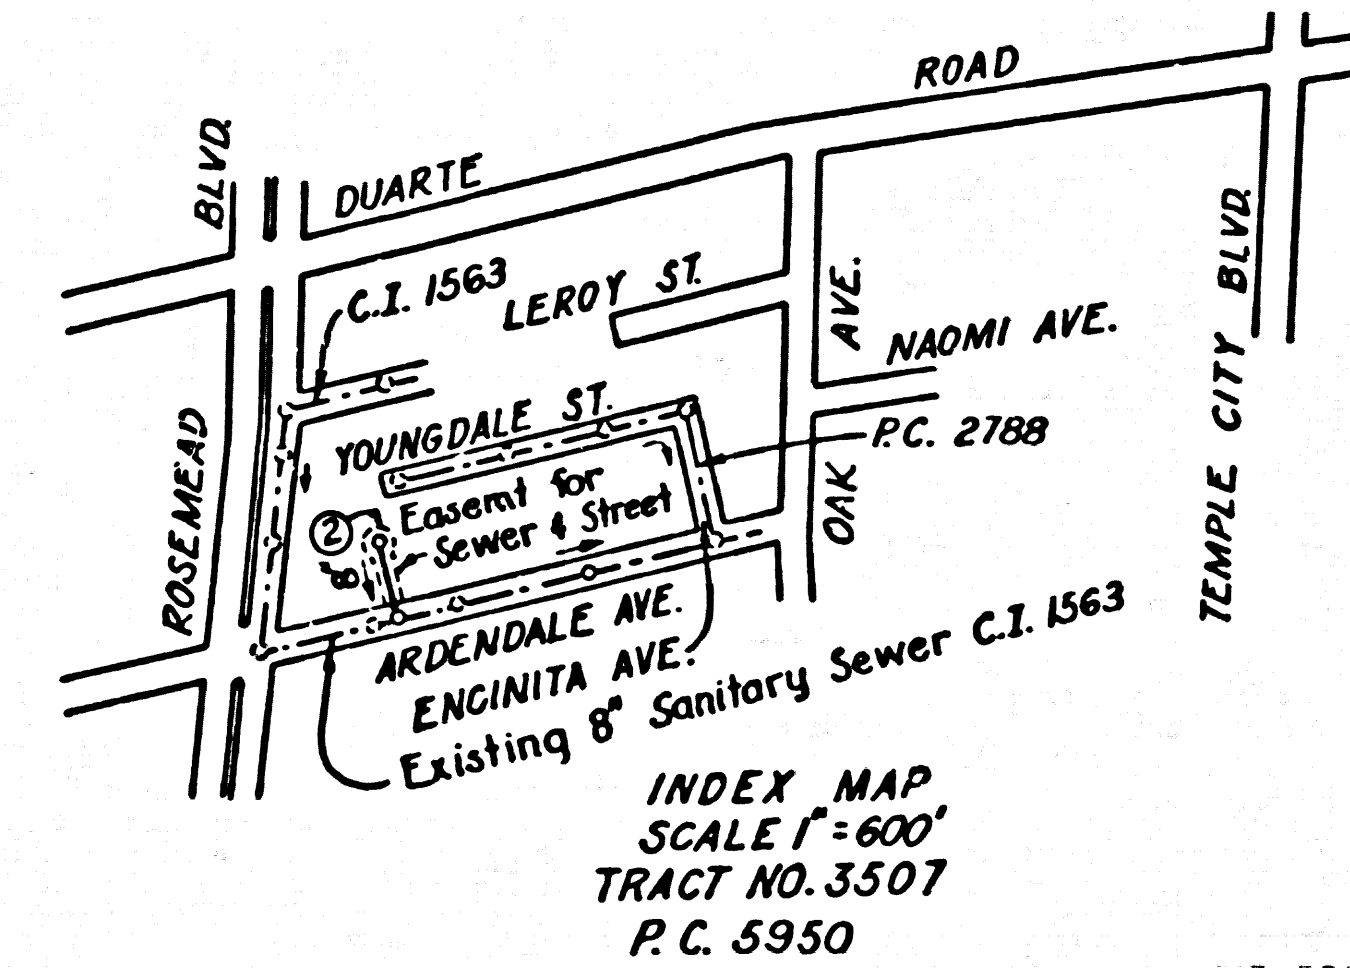 ROAD
DUARTE
BLVD.
C.I. 1563
LEROY ST.
AVE.
NAOMI AVE.
BLVD.
YOUNGDALE ST.
P.C. 2788
ROSEMEAD
Easemt for
Sewer & Street
2
8
OAK
TEMPLE CITY
ARDENDALE AVE.
ENCINITA AVE.
Existing 8" Sanitary Sewer C.I. 1563
INDEX MAP
SCALE 1"=600'
TRACT NO. 3507
P.C. 5950